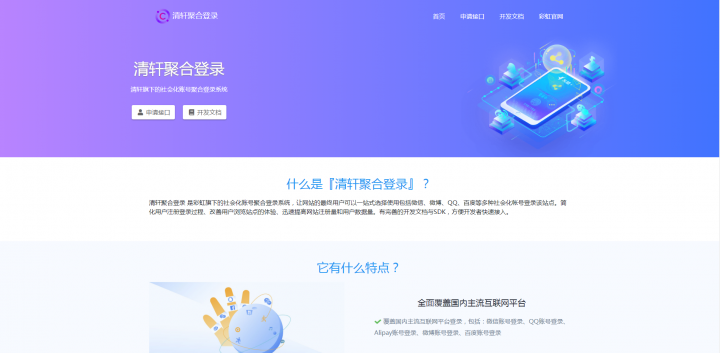 清轩聚合登录
首页 申请接口 开发文档 彩虹官网
清轩聚合登录
清轩旗下的社会化账号聚合登录系统
申请接口 开发文档
什么是『清轩聚合登录』？
清轩聚合登录 是彩虹旗下的社会化账号聚合登录系统，让网站的最终用户可以一站式选择使用包括微信、微博、QQ、百度等多种社会化账号登录该站点。简
化用户注册登录过程、改善用户浏览站点的体验、迅速提高网站注册量和用户数据量。有完善的开发文档与SDK，方便开发者快速接入。
它有什么特点？
全面覆盖国内主流互联网平台
覆盖国内主流互联网平台登录，包括：微信账号登录、QQ账号登录、
Alipay账号登录、微博账号登录、百度账号登录